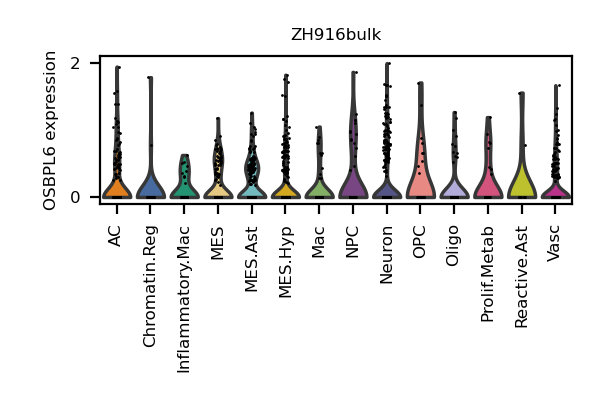 ZH916bulk
OSBPL6 expression
2
0
AC
Chromatin.Reg
Inflammatory.Mac
MES
MES.Ast
MES.Hyp
Mac
NPC
Neuron
OPC
Oligo
Prolif.Metab
Reactive.Ast
Vasc